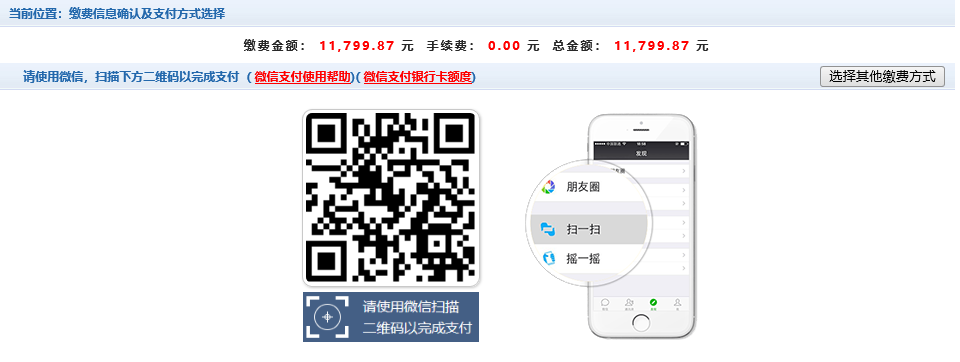 当前位置：缴费信息确认及支付方式选择
缴费金额： 11,799.87 元 手续费： 0.00 元 总金额： 11,799.87 元
请使用微信，扫描下方二维码以完成支付 ( 微信支付使用帮助)( 微信支付银行卡额度)
选择其他缴费方式
发现
朋友圈
扫一扫
摇一摇
请使用微信扫描
二维码以完成支付